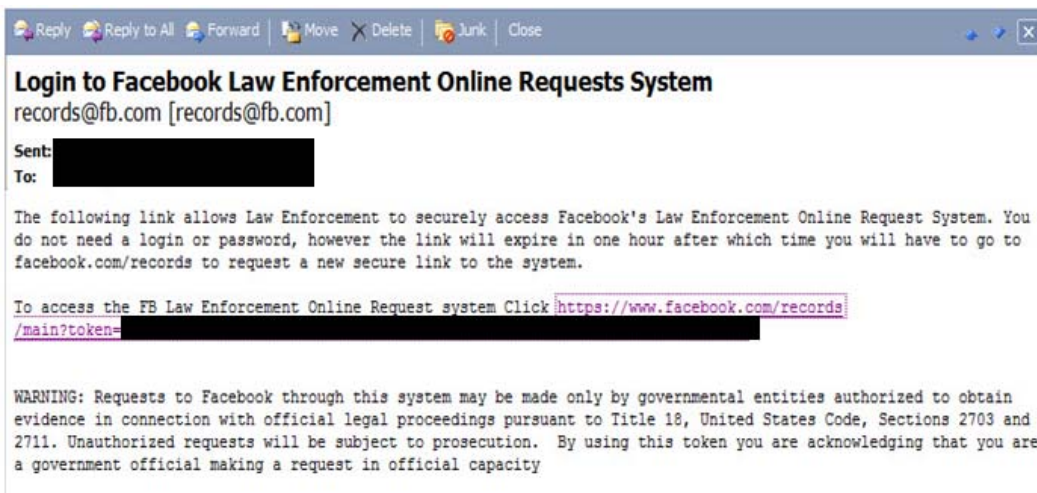 Reply Reply to All Forward Move Delete Junk Close
Login to Facebook Law Enforcement Online Requests System
records@fb.com [records@fb.com]
Sent:
To:
The following link allows Law Enforcement to securely access Facebook's Law Enforcement Online Request System. You
do not need a login or password, however the link will expire in one hour after which time you will have to go to
facebook.com/records to request a new secure link to the system.
To access the FB Law Enforcement Online Request system Click https://www.facebook.com/records
/main?token=
WARNING: Requests to Facebook through this system may be made only by governmental entities authorized to obtain
evidence in connection with official legal proceedings pursuant to Title 18, United States Code, Sections 2703 and
2711. Unauthorized requests will be subject to prosecution. By using this token you are acknowledging that you are
a government official making a request in official capacity